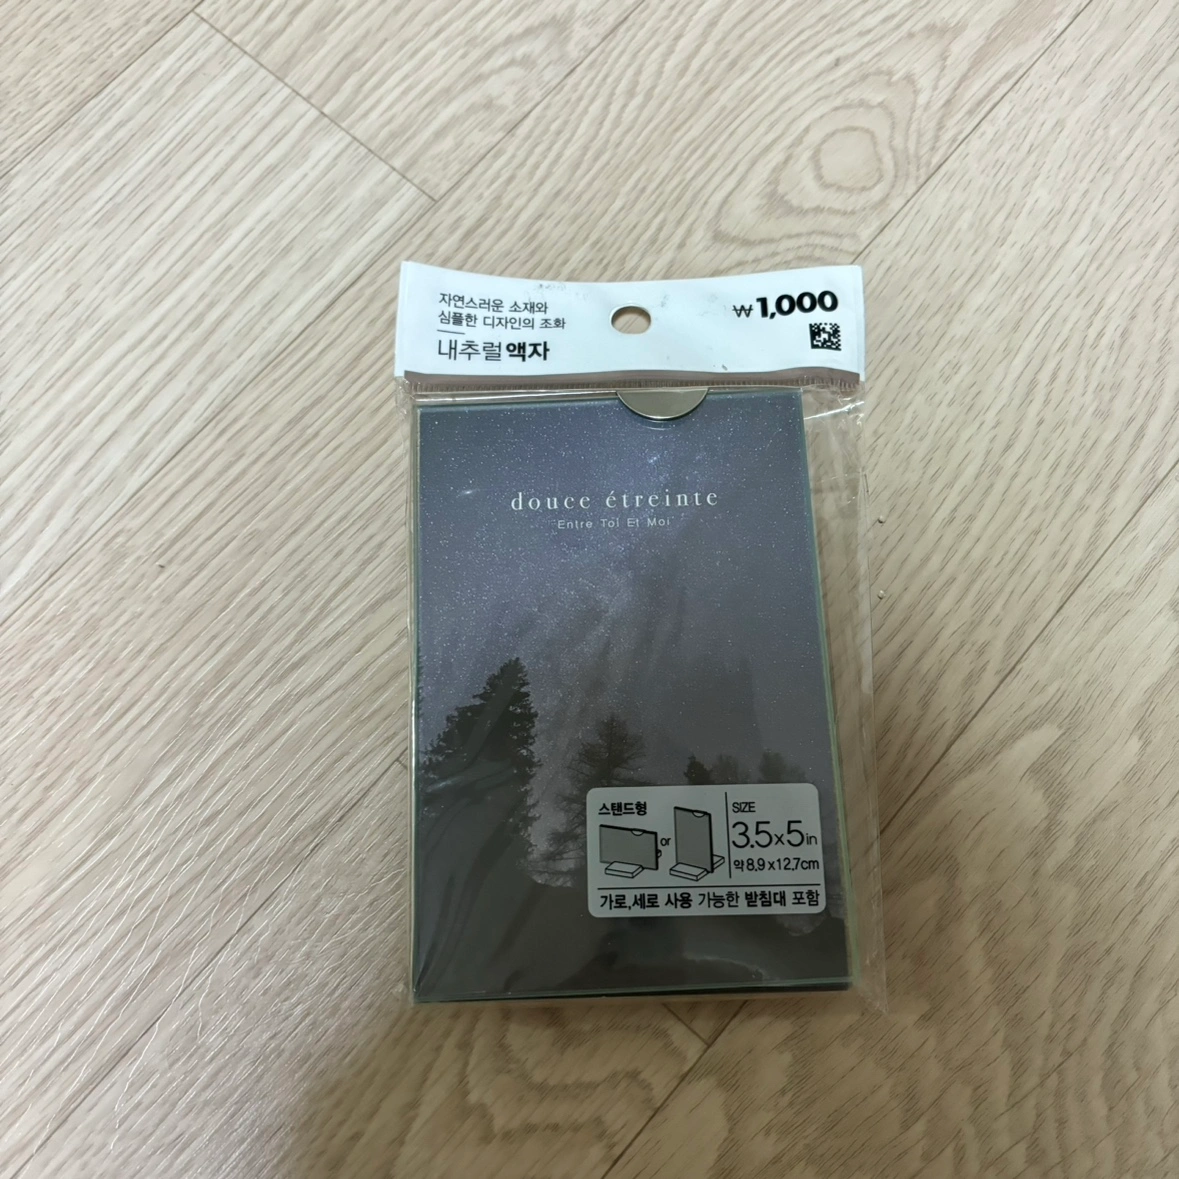 자연스러운 소재와
심플한 디자인의 조화
내추럴액자
₩1,000
douce étreinte
Entre Toi Et Moi
스탠드형
or
SIZE
3.5x5in
약8.9x12.7cm
가로,세로 사용 가능한 받침대 포함